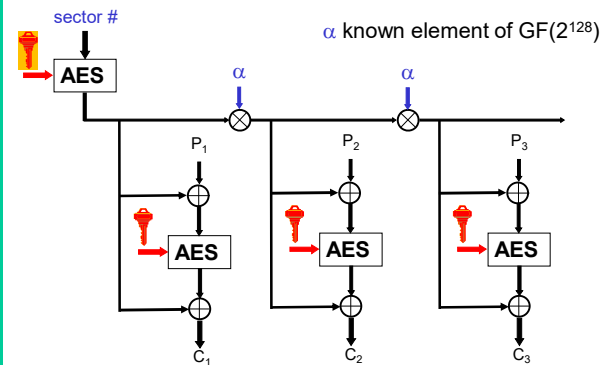 sector #
α known element of GF(2¹²⁸)
AES
α
α
P₁
P₂
P₃
AES
AES
AES
C₁
C₂
C₃